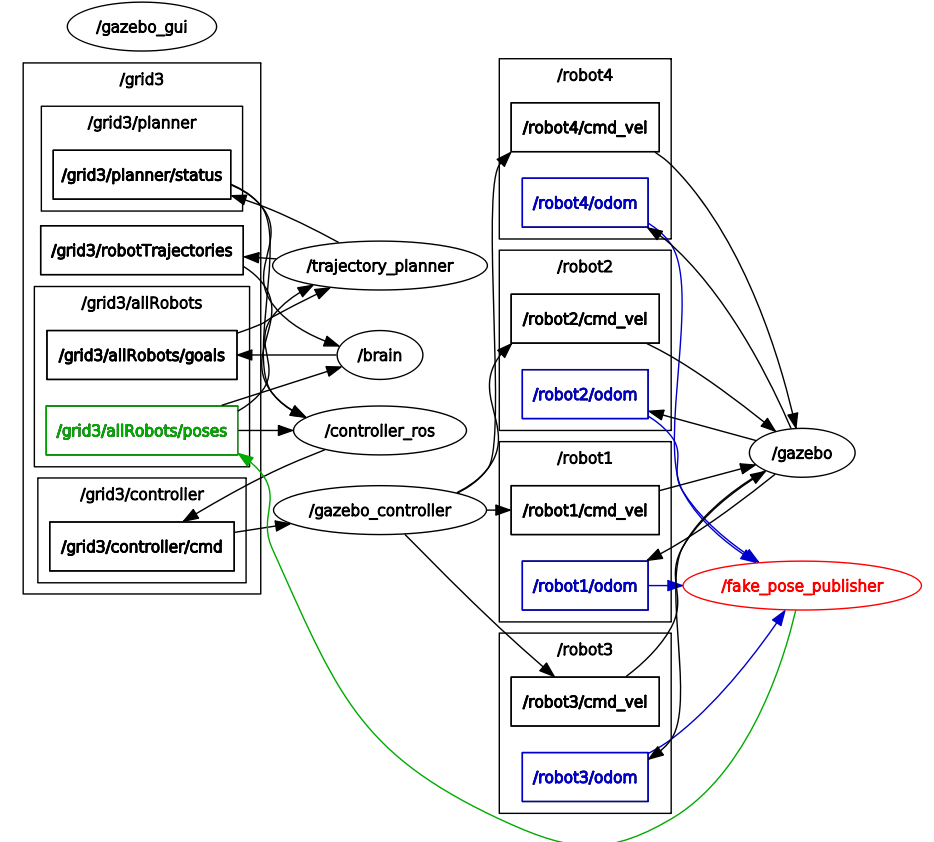 /gazebo_gui
/grid3
/grid3/planner
/grid3/planner/status
/grid3/robotTrajectories
/grid3/allRobots
/grid3/allRobots/goals
/grid3/allRobots/poses
/grid3/controller
/grid3/controller/cmd
/trajectory_planner
/brain
/controller_ros
/gazebo_controller
/robot4
/robot4/cmd_vel
/robot4/odom
/robot2
/robot2/cmd_vel
/robot2/odom
/robot1
/robot1/cmd_vel
/robot1/odom
/robot3
/robot3/cmd_vel
/robot3/odom
/gazebo
/fake_pose_publisher